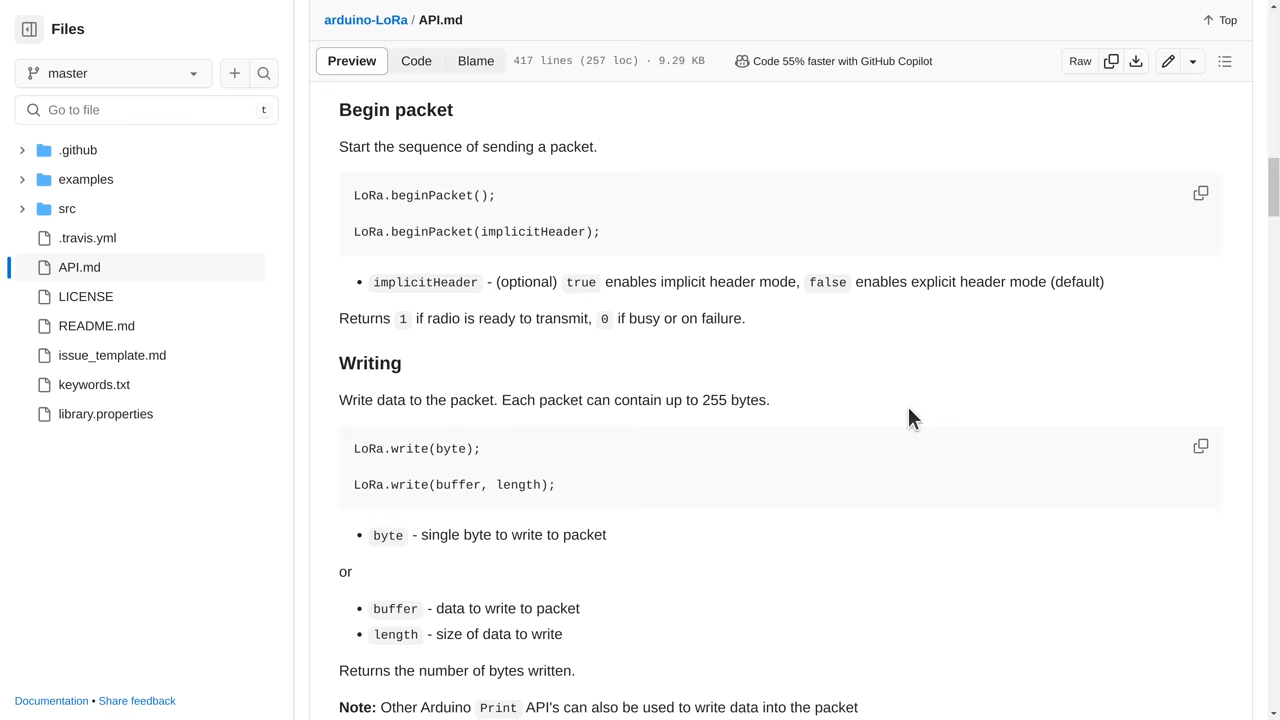 Files
master
Go to file
t
.github
examples
src
.travis.yml
API.md
LICENSE
README.md
issue_template.md
keywords.txt
library.properties
Documentation • Share feedback
arduino-LoRa / API.md
Top
Preview Code Blame 417 lines (257 loc) · 9.29 KB Code 55% faster with GitHub Copilot Raw
Begin packet
Start the sequence of sending a packet.
LoRa.beginPacket();
LoRa.beginPacket(implicitHeader);
• implicitHeader - (optional) true enables implicit header mode, false enables explicit header mode (default)
Returns 1 if radio is ready to transmit, 0 if busy or on failure.
Writing
Write data to the packet. Each packet can contain up to 255 bytes.
LoRa.write(byte);
LoRa.write(buffer, length);
• byte - single byte to write to packet
or
• buffer - data to write to packet
• length - size of data to write
Returns the number of bytes written.
Note: Other Arduino Print API's can also be used to write data into the packet